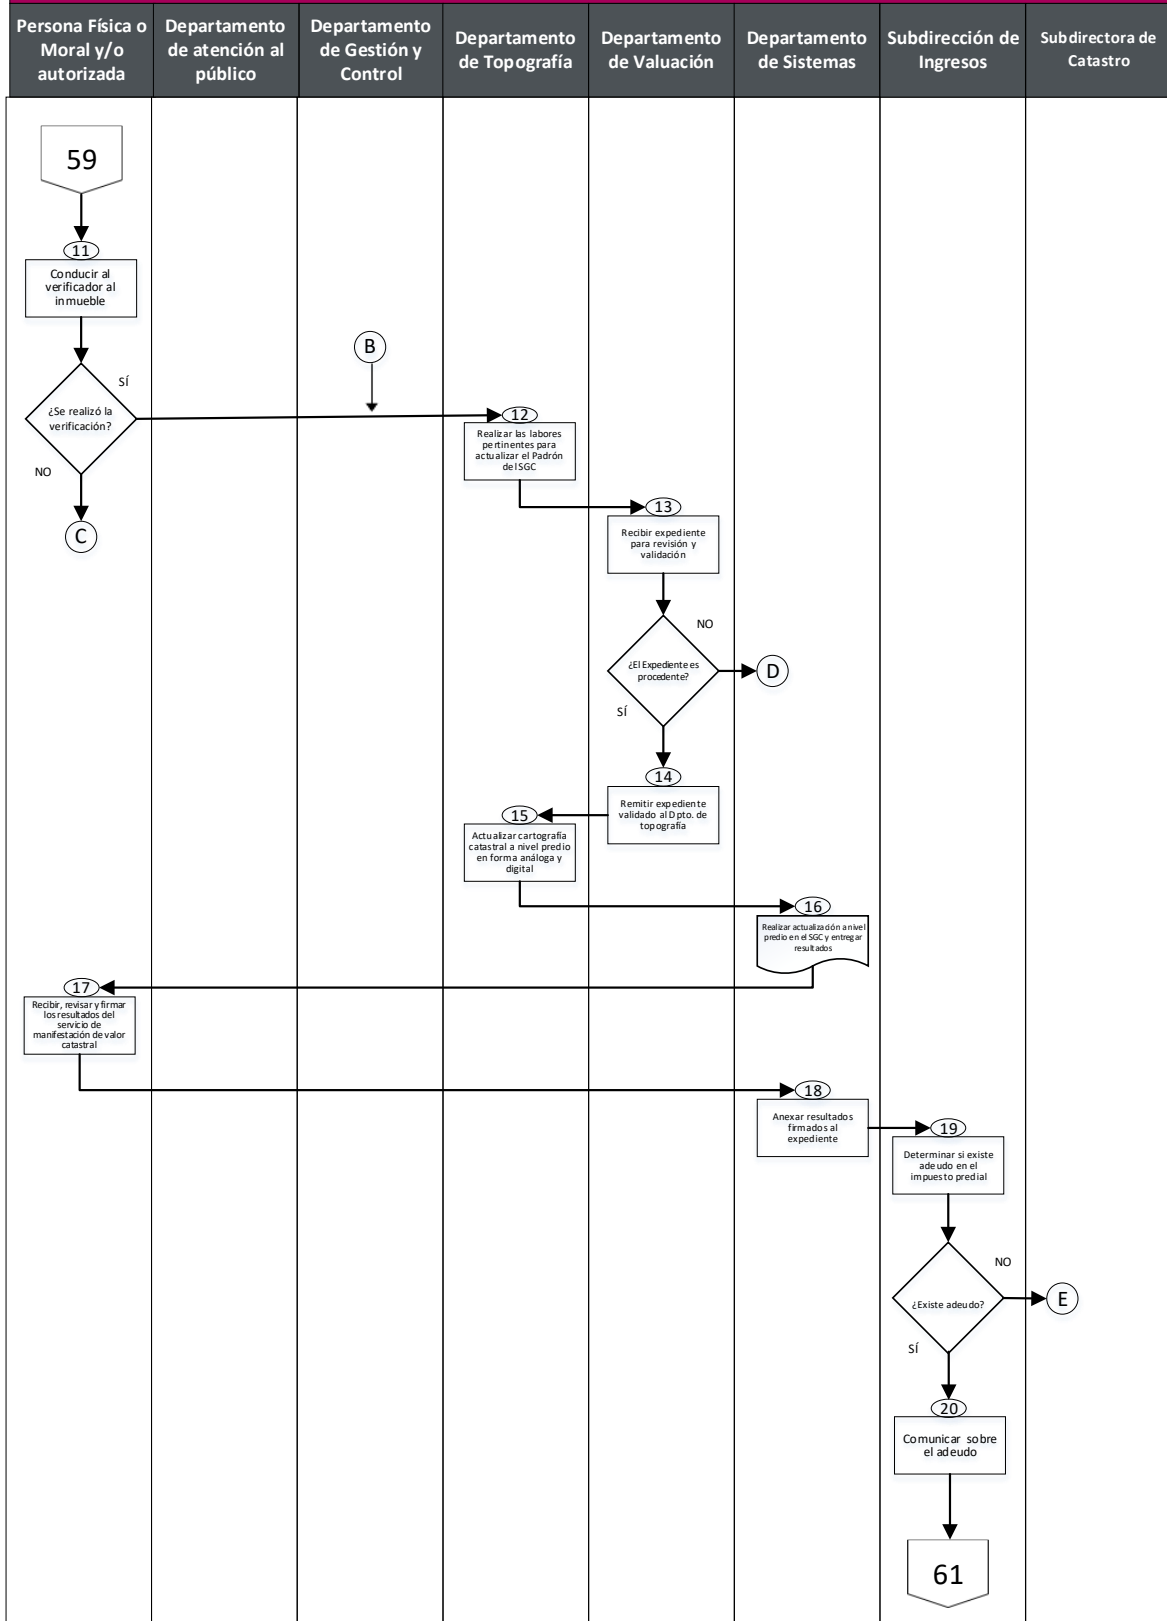 Persona Física o
Moral y/o
autorizada
Departamento
de atención al
público
Departamento
de Gestión y
Control
Departamento
de Topografía
Departamento
de Valuación
Departamento
de Sistemas
Subdirección de
Ingresos
Subdirectora de
Catastro
59
11
Conducir al
verificador al
inmueble
B
SÍ
¿Se realizó la
verificación?
NO
C
12
Realizar las labores
pertinentes para
actualizar el Padrón
del SGC
13
Recibir expediente
para revisión y
validación
NO
¿El Expediente es
procedente?
D
SÍ
14
Remitir expediente
validado al Dpto. de
topografía
15
Actualizar cartografía
catastral a nivel predio
en forma análoga y
digital
16
Realizar actualización a nivel
predio en el SGC y entregar
resultados
17
Recibir, revisar y firmar
los resultados del
servicio de
manifestación de valor
catastral
18
Anexar resultados
firmados al
expediente
19
Determinar si existe
adeudo en el
impuesto predial
NO
¿Existe adeudo?
E
SÍ
20
Comunicar sobre
el adeudo
61